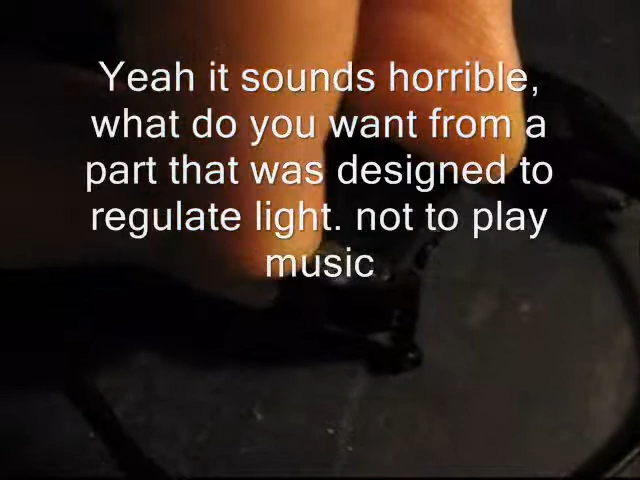 Yeah it sounds horrible,
what do you want from a
part that was designed to
regulate light. not to play
music